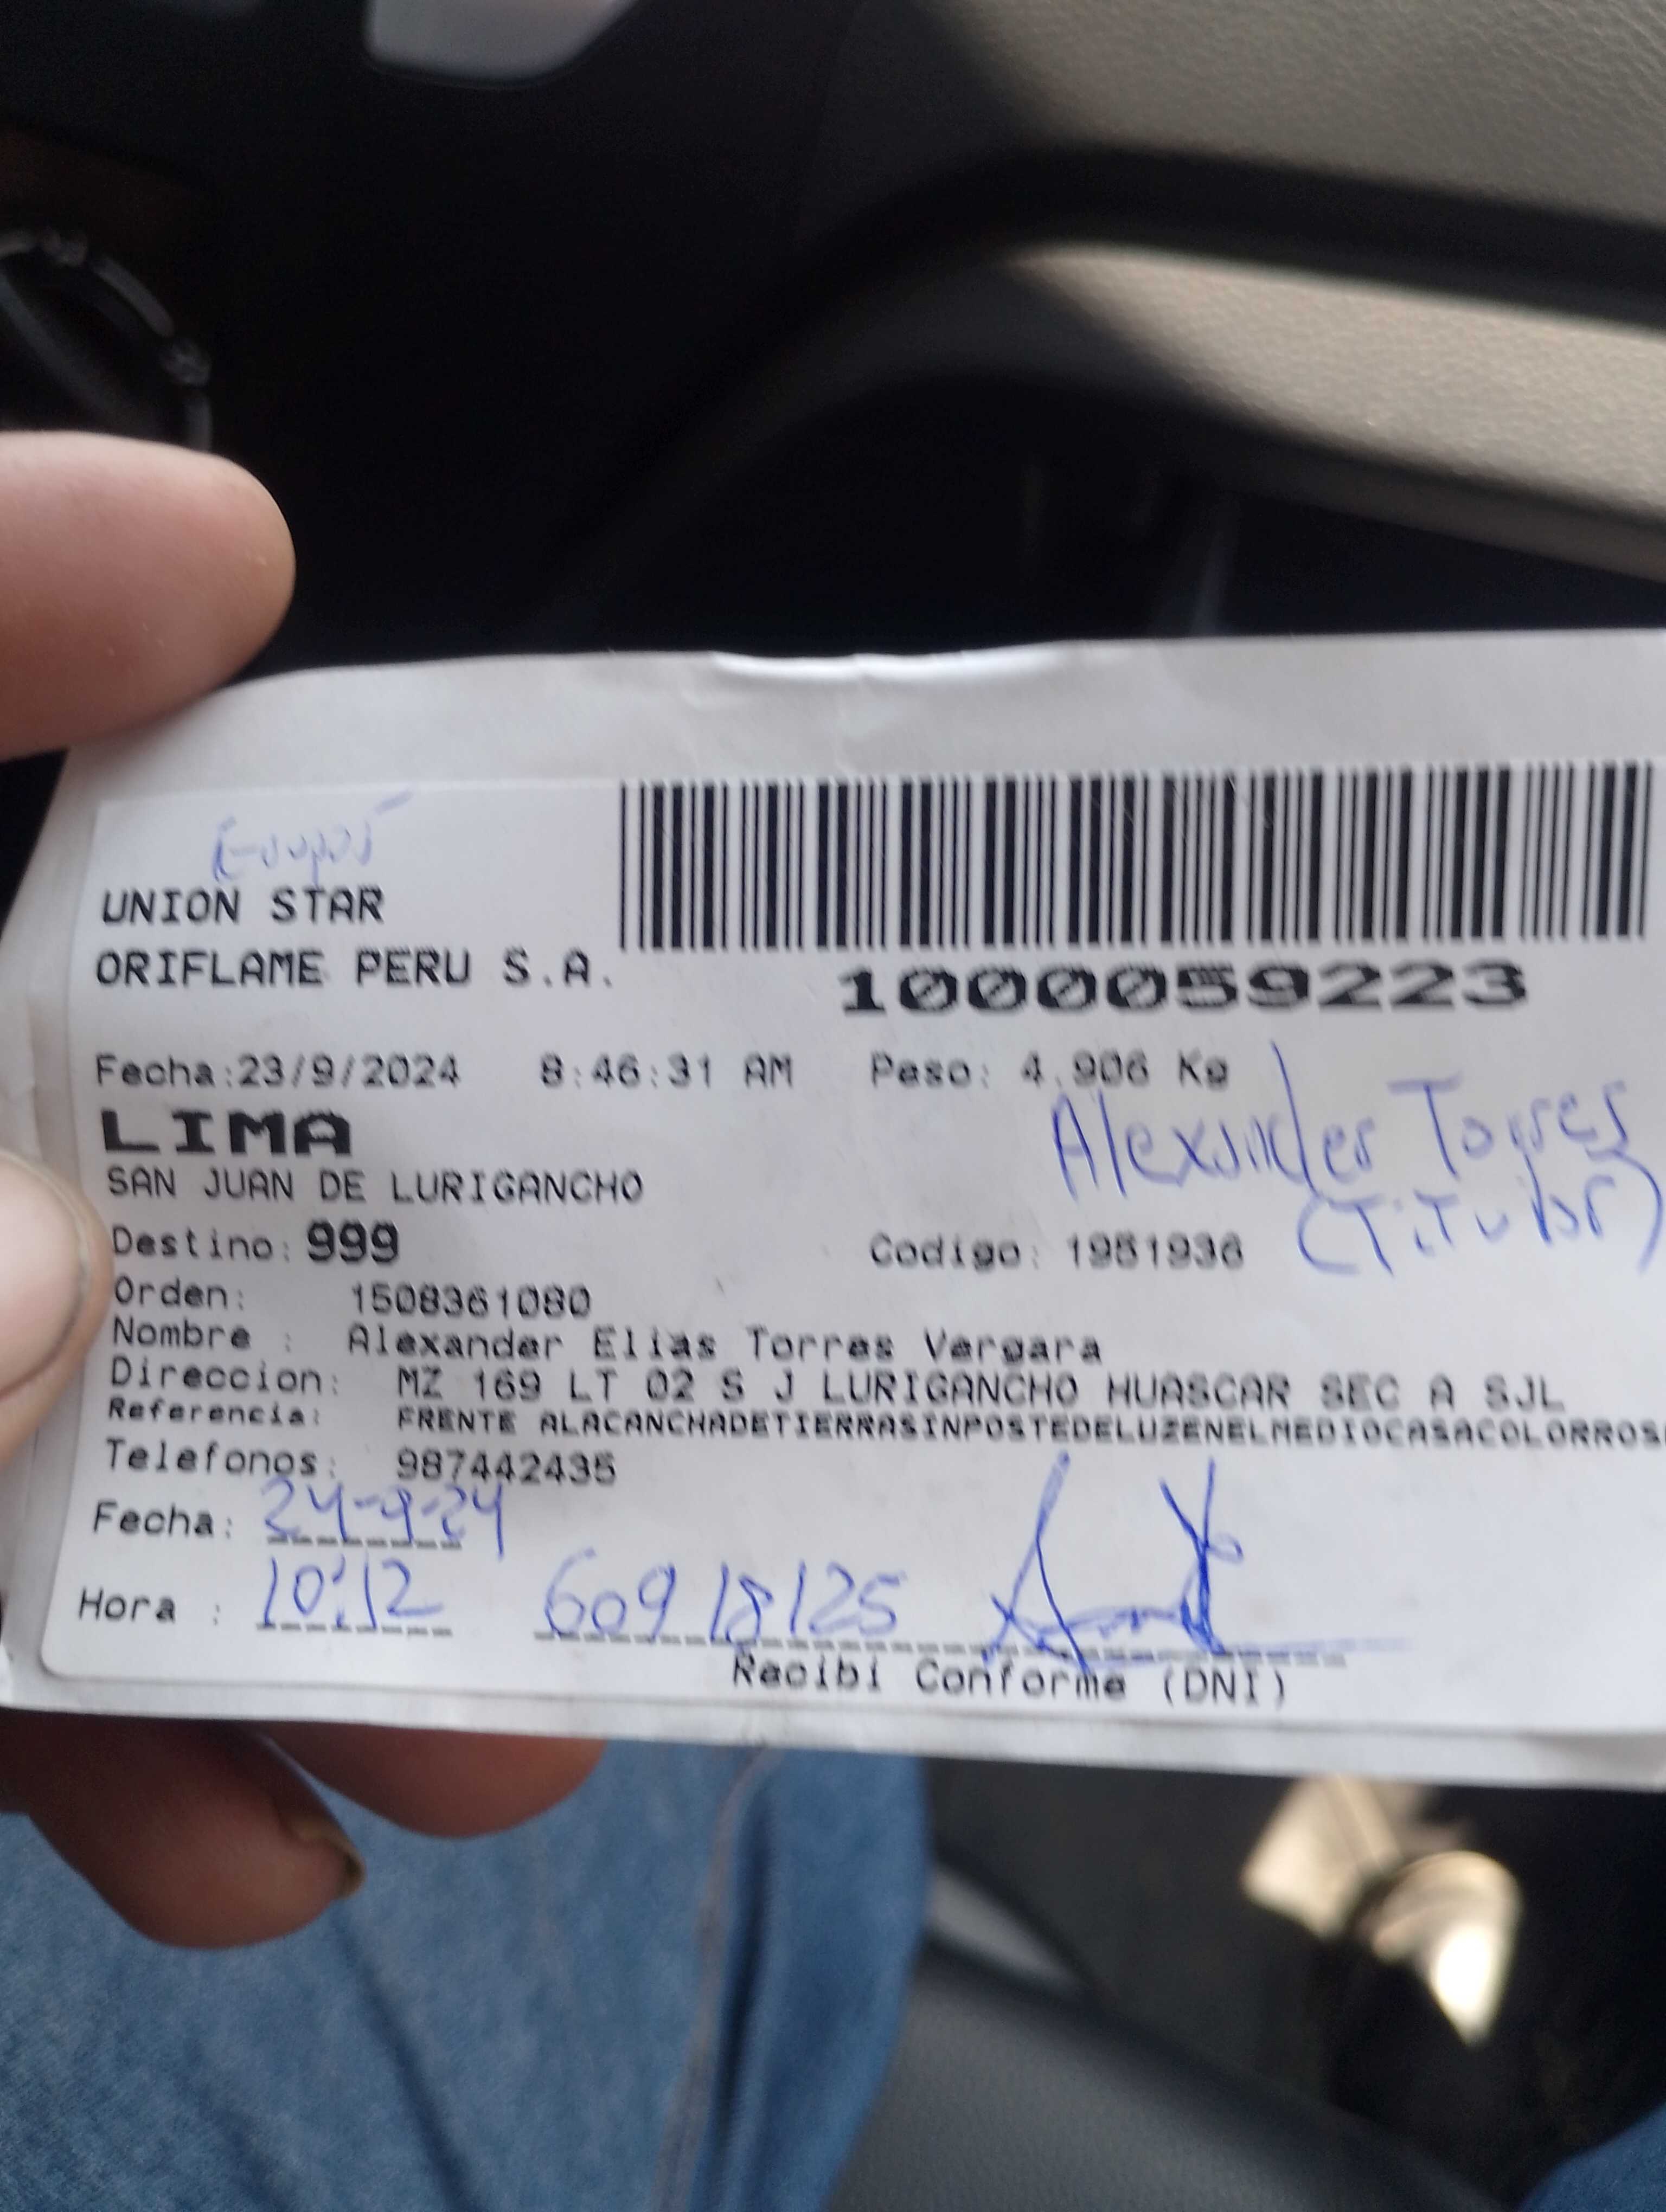 UNION STAR
ORIFLAME PERU S.A.
1000059223
Fecha:23/9/2024 8:46:31 AM Peso: 4.906 Kg
LIMA
Alexander Torres
SAN JUAN DE LURIGANCHO
(Titular)
Destino: 999 Codigo: 1951936
Orden: 1508361080
Nombre : Alexander Elias Torres Vergara
Direccion: MZ 169 LT 02 S J LURIGANCHO HUASCAR SEC A SJL
Referencia: FRENTE ALACANCHADETIERRASINPOSTEDELUZENELMEDIOCASACOLORROS
Telefonos: 987442435
Fecha: 24-9-24
Hora : 10:12 60918125
Recibi Conforme (DNI)